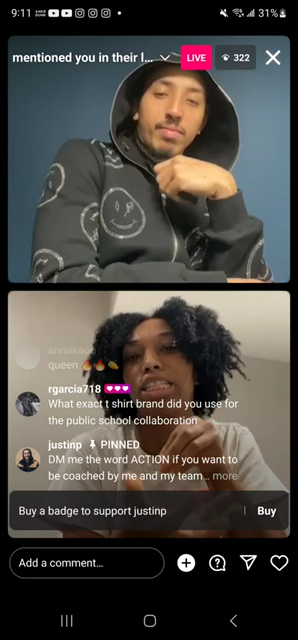 9:11
31%
mentioned you in their l...
LIVE
322
queen
rgarcia718
What exact t shirt brand did you use for
the public school collaboration
justinp PINNED
DM me the word ACTION if you want to
be coached by me and my team... more
Buy a badge to support justinp
Buy
Add a comment...